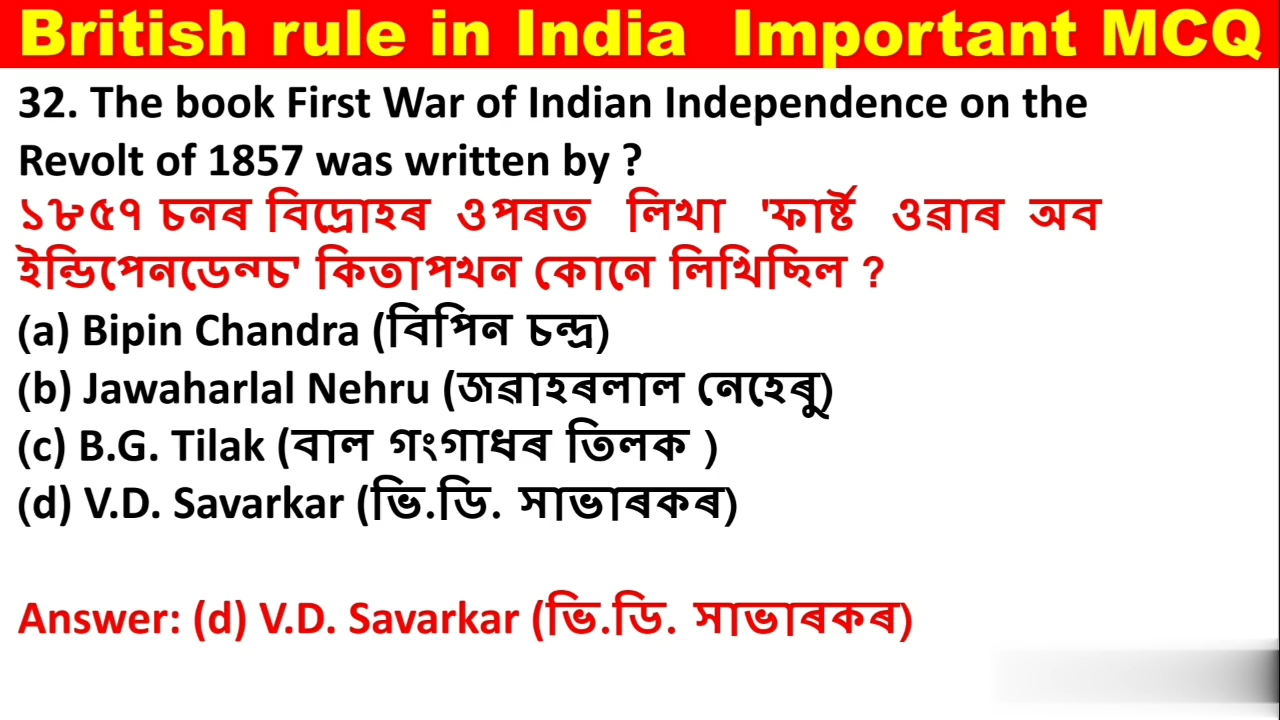 British rule in India Important MCQ
32. The book First War of Indian Independence on the
Revolt of 1857 was written by ?
১৮৫৭ চনৰ বিদ্ৰোহৰ ওপৰত লিখা 'ফাৰ্ষ্ট ওৱাৰ অব
ইন্ডিপেনডেন্চ' কিতাপখন কোনে লিখিছিল ?
(a) Bipin Chandra (বিপিন চন্দ্ৰ)
(b) Jawaharlal Nehru (জৱাহৰলাল নেহেৰু)
(c) B.G. Tilak (বাল গংগাধৰ তিলক )
(d) V.D. Savarkar (ভি.ডি. সাভাৰকৰ)
Answer: (d) V.D. Savarkar (ভি.ডি. সাভাৰকৰ)